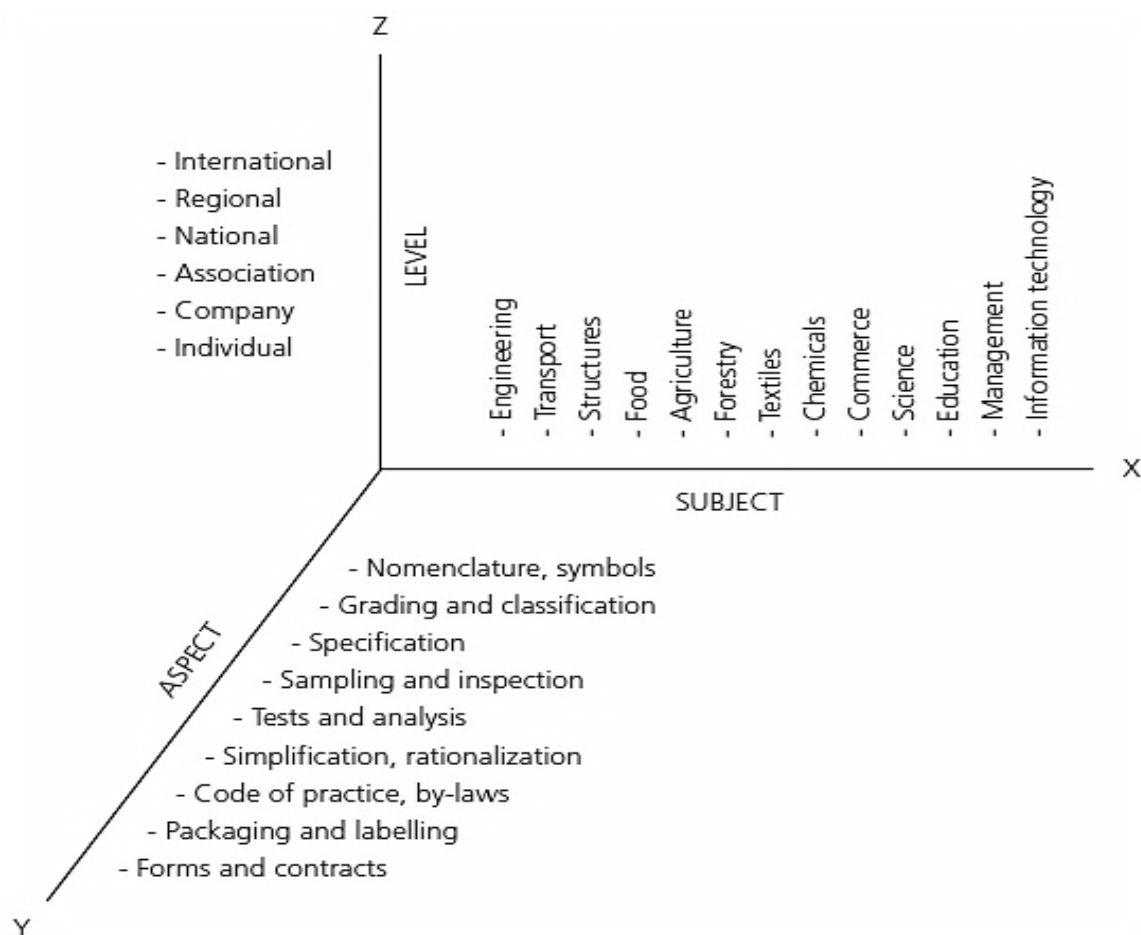 Z
- International
- Regional
- National
- Association
- Company
- Individual
LEVEL
- Engineering
- Transport
- Structures
- Food
- Agriculture
- Forestry
- Textiles
- Chemicals
- Commerce
- Science
- Education
- Management
- Information technology
X
SUBJECT
- Nomenclature, symbols
- Grading and classification
- Specification
- Sampling and inspection
- Tests and analysis
- Simplification, rationalization
- Code of practice, by-laws
- Packaging and labelling
- Forms and contracts
ASPECT
Y